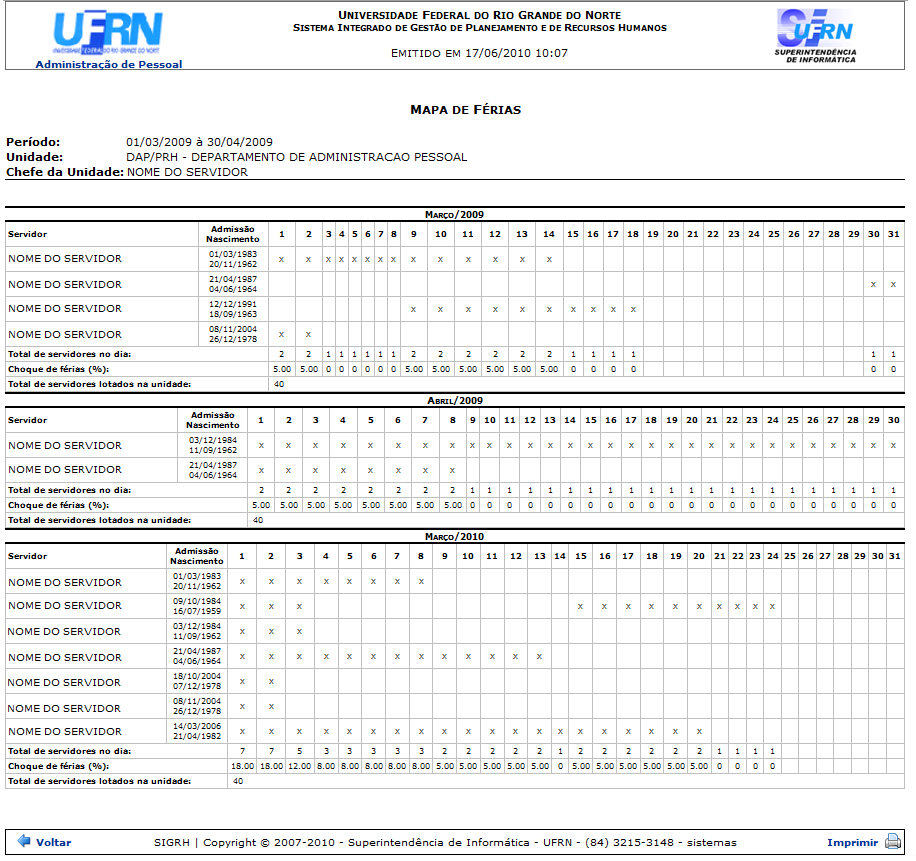 UFRN
UNIVERSIDADE FEDERAL DO RIO GRANDE DO NORTE
Administração de Pessoal
UNIVERSIDADE FEDERAL DO RIO GRANDE DO NORTE
SISTEMA INTEGRADO DE GESTÃO DE PLANEJAMENTO E DE RECURSOS HUMANOS
EMITIDO EM 17/06/2010 10:07
UFRN
SUPERINTENDÊNCIA
DE INFORMÁTICA
MAPA DE FÉRIAS
Período: 01/03/2009 à 30/04/2009
Unidade: DAP/PRH - DEPARTAMENTO DE ADMINISTRACAO PESSOAL
Chefe da Unidade: NOME DO SERVIDOR
MARÇO/2009
Servidor Admissão Nascimento 1 2 3 4 5 6 7 8 9 10 11 12 13 14 15 16 17 18 19 20 21 22 23 24 25 26 27 28 29 30 31
NOME DO SERVIDOR 01/03/1983 20/11/1962 x x x x x x x x x x x x x x
NOME DO SERVIDOR 21/04/1987 04/06/1964 x x
NOME DO SERVIDOR 12/12/1991 18/09/1963 x x x x x x x x x x
NOME DO SERVIDOR 08/11/2004 26/12/1978 x x
Total de servidores no dia: 2 2 1 1 1 1 1 1 2 2 2 2 2 2 1 1 1 1 1 1
Choque de férias (%): 5.00 5.00 0 0 0 0 0 0 5.00 5.00 5.00 5.00 5.00 5.00 0 0 0 0 0 0
Total de servidores lotados na unidade: 40
ABRIL/2009
Servidor Admissão Nascimento 1 2 3 4 5 6 7 8 9 10 11 12 13 14 15 16 17 18 19 20 21 22 23 24 25 26 27 28 29 30
NOME DO SERVIDOR 03/12/1984 11/09/1962 x x x x x x x x x x x x x x x x x x x x x x x x x x x x x x
NOME DO SERVIDOR 21/04/1987 04/06/1964 x x x x x x x x
Total de servidores no dia: 2 2 2 2 2 2 2 2 1 1 1 1 1 1 1 1 1 1 1 1 1 1 1 1 1 1 1 1 1 1
Choque de férias (%): 5.00 5.00 5.00 5.00 5.00 5.00 5.00 5.00 0 0 0 0 0 0 0 0 0 0 0 0 0 0 0 0 0 0 0 0 0 0
Total de servidores lotados na unidade: 40
MARÇO/2010
Servidor Admissão Nascimento 1 2 3 4 5 6 7 8 9 10 11 12 13 14 15 16 17 18 19 20 21 22 23 24 25 26 27 28 29 30 31
NOME DO SERVIDOR 01/03/1983 20/11/1962 x x x x x x x x
NOME DO SERVIDOR 09/10/1984 16/07/1959 x x x x x x x x x x x x x
NOME DO SERVIDOR 03/12/1984 11/09/1962 x x x
NOME DO SERVIDOR 21/04/1987 04/06/1964 x x x x x x x x x x x x x
NOME DO SERVIDOR 18/10/2004 07/12/1978 x x
NOME DO SERVIDOR 08/11/2004 26/12/1978 x x
NOME DO SERVIDOR 14/03/2006 21/04/1982 x x x x x x x x x x x x x x x x x x x x
Total de servidores no dia: 7 7 5 3 3 3 3 3 2 2 2 2 2 1 2 2 2 2 2 2 1 1 1 1
Choque de férias (%): 18.00 18.00 12.00 8.00 8.00 8.00 8.00 8.00 5.00 5.00 5.00 5.00 5.00 0 5.00 5.00 5.00 5.00 5.00 5.00 0 0 0 0
Total de servidores lotados na unidade: 40
Voltar SIGRH | Copyright © 2007-2010 - Superintendência de Informática - UFRN - (84) 3215-3148 - sistemas Imprimir